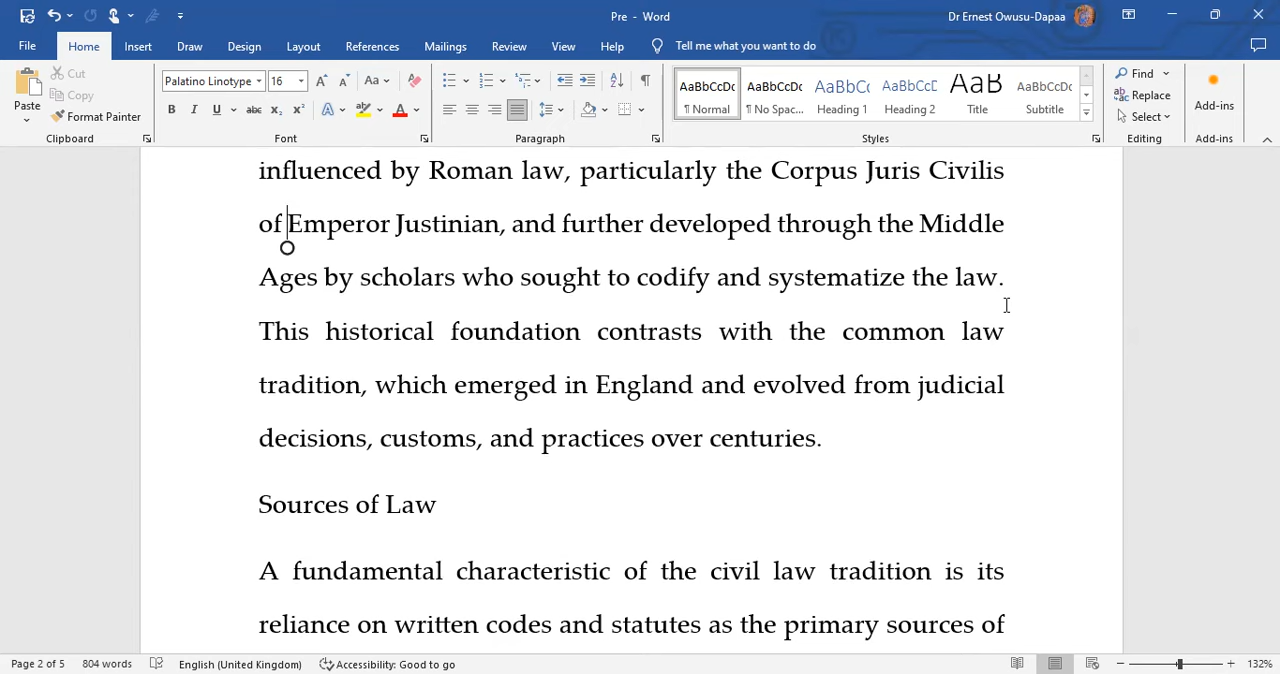 Pre - Word
Dr Ernest Owusu-Dapaa
File Home Insert Draw Design Layout References Mailings Review View Help Tell me what you want to do
Paste
Cut
Copy
Format Painter
Clipboard
Palatino Linotype 16
Font
Paragraph
AaBbCcDc AaBbCcDc AaBbCc AaBbCcC AaB AaBbCcDc
¶ Normal ¶ No Spac... Heading 1 Heading 2 Title Subtitle
Styles
Find
Replace
Select
Editing
Add-ins
Add-ins
influenced by Roman law, particularly the Corpus Juris Civilis
of Emperor Justinian, and further developed through the Middle
Ages by scholars who sought to codify and systematize the law.
This historical foundation contrasts with the common law
tradition, which emerged in England and evolved from judicial
decisions, customs, and practices over centuries.
Sources of Law
A fundamental characteristic of the civil law tradition is its
reliance on written codes and statutes as the primary sources of
Page 2 of 5 804 words English (United Kingdom) Accessibility: Good to go 132%